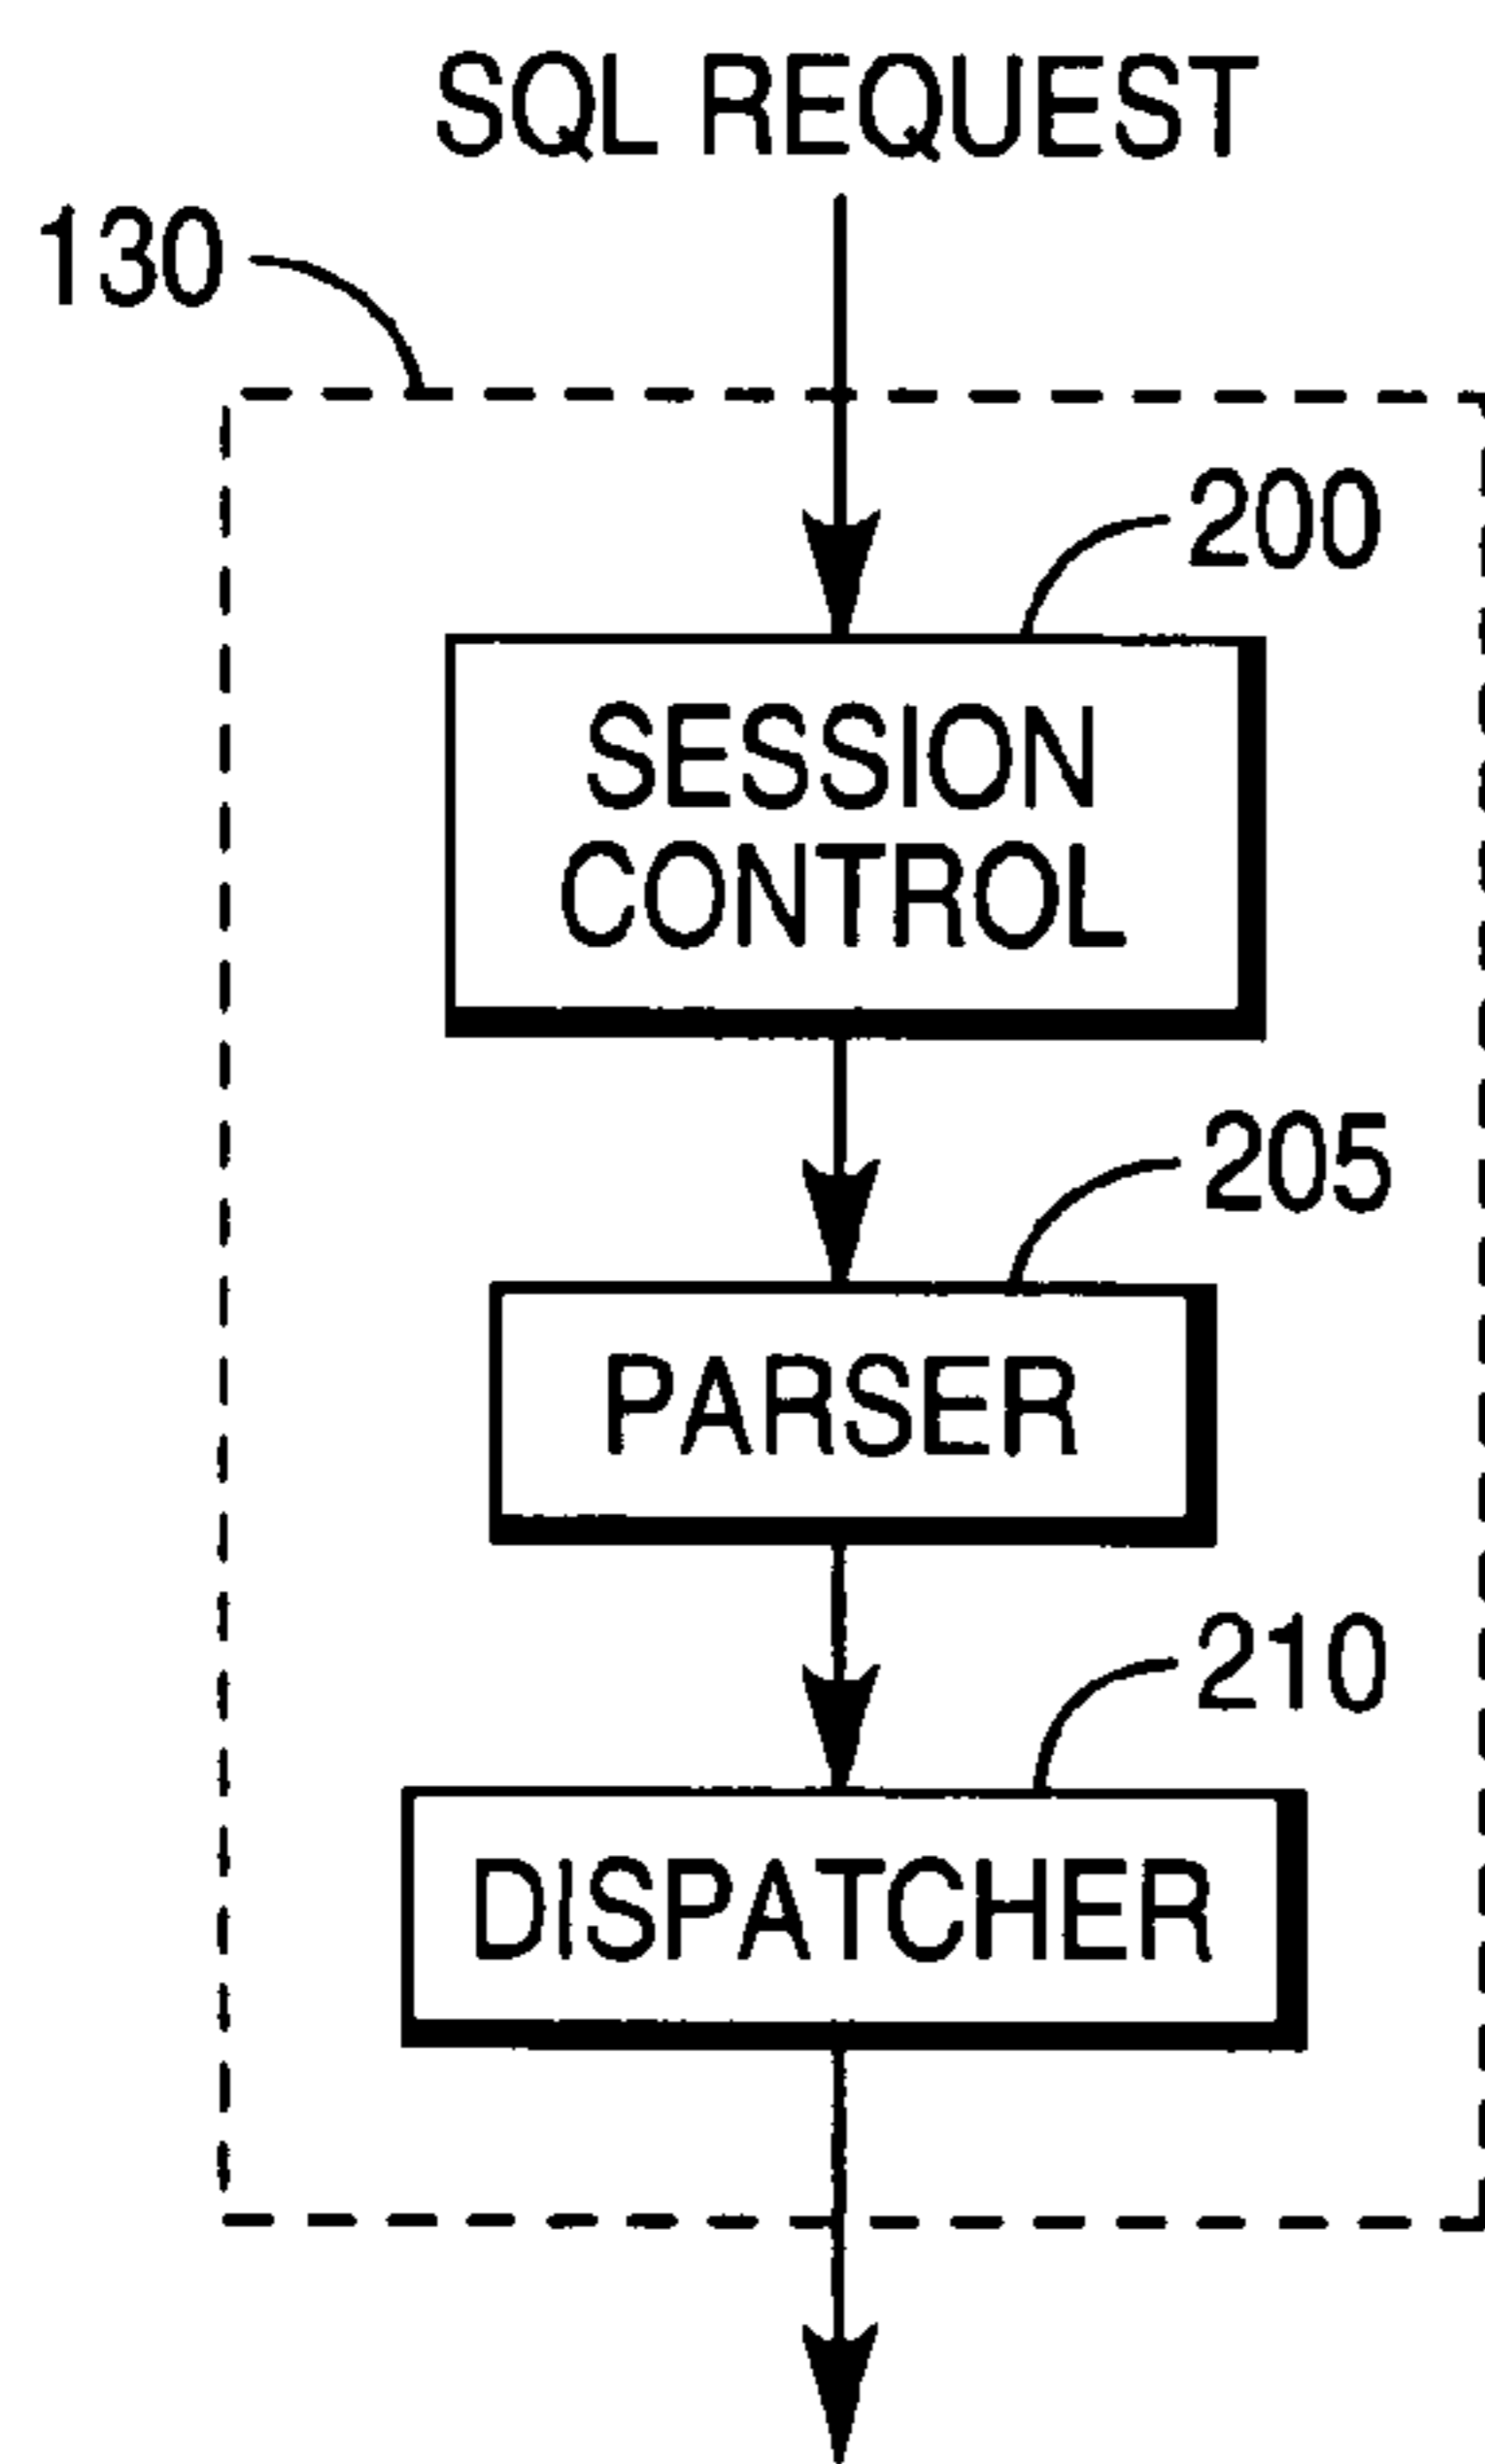 SQL REQUEST
130
200
SESSION
CONTROL
205
PARSER
210
DISPATCHER